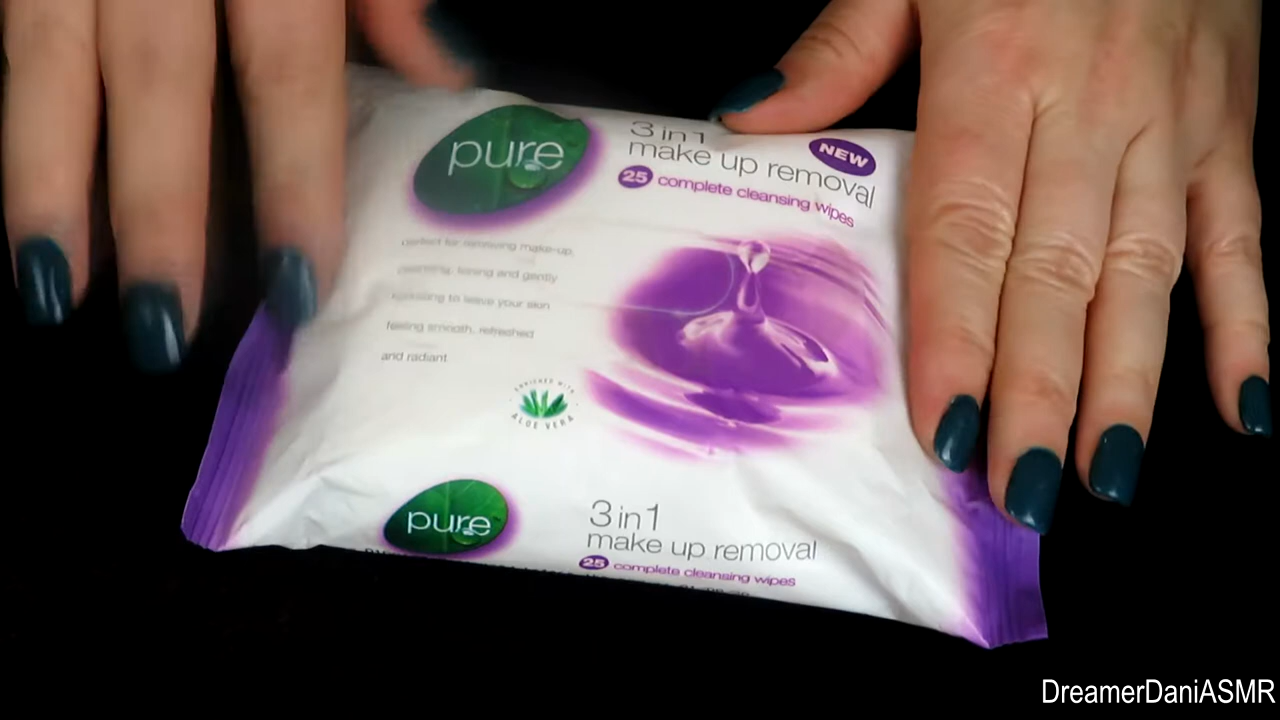 pure
3 in 1
make up removal
NEW
25 complete cleansing wipes
perfect for removing make-up,
cleansing, toning and gently
to leave your skin
feeling smooth, refreshed
and radiant.
ENRICHED WITH
ALOE VERA
pure
3 in 1
make up removal
25 complete cleansing wipes
DreamerDaniASMR